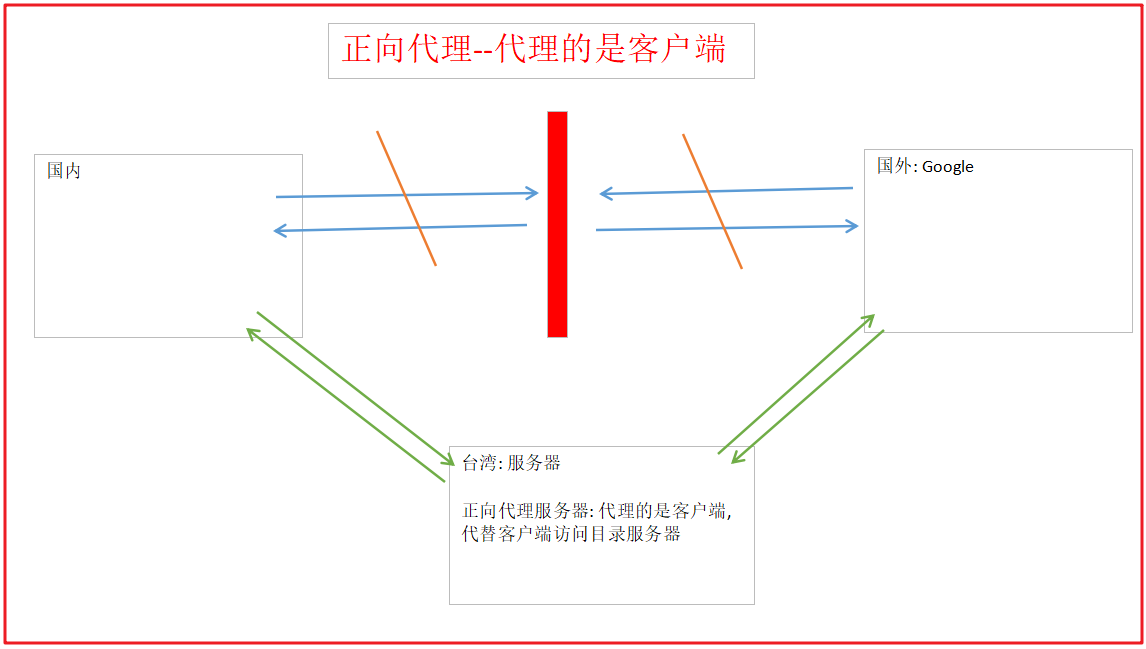 正向代理--代理的是客户端
国内
国外: Google
台湾: 服务器
正向代理服务器: 代理的是客户端,
代替客户端访问目录服务器